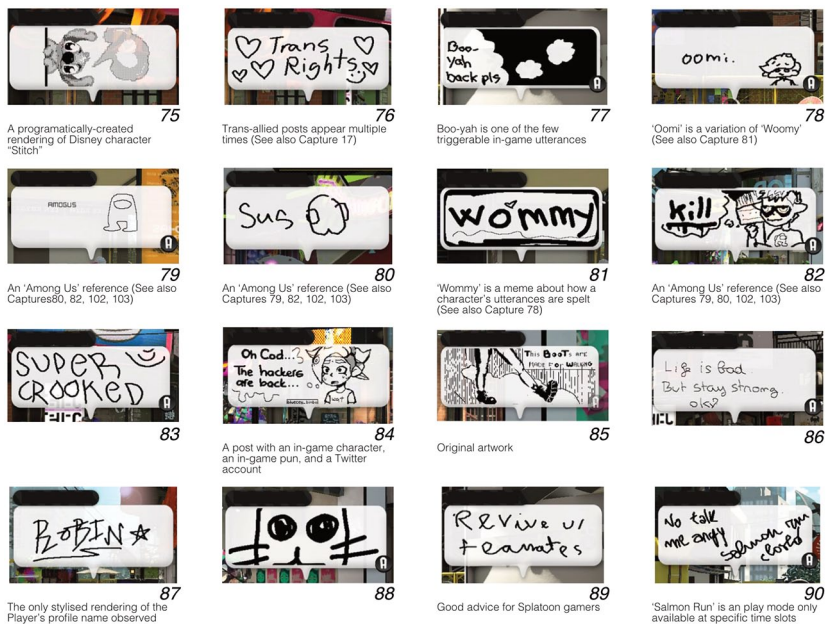 75
A programatically-created
rendering of Disney character
"Stitch"
Trans
Rights
76
Trans-allied posts appear multiple
times (See also Capture 17)
Boo-
yah
back pls
77
Boo-yah is one of the few
triggerable in-game utterances
oomi.
78
'Oomi' is a variation of 'Woomy'
(See also Capture 81)
AMOGUS
79
An 'Among Us' reference (See also
Captures80, 82, 102, 103)
Sus
80
An 'Among Us' reference (See also
Captures 79, 82, 102, 103)
wommy
81
'Wommy' is a meme about how a
character's utterances are spelt
(See also Capture 78)
kill
82
An 'Among Us' reference (See also
Captures 79, 80, 102, 103)
SUPER
CROOKED
83
Oh Cod...
The hackers
are back...
84
A post with an in-game character,
an in-game pun, and a Twitter
account
THIS BOOTS ARE
MADE FOR WALKING
85
Original artwork
Life is Bad
But stay strong.
ok
86
ROBIN
87
The only stylised rendering of the
Player's profile name observed
88
REVive ur
teamates
89
Good advice for Splatoon gamers
No talk
me angy
salmon run
closed
90
'Salmon Run' is an play mode only
available at specific time slots